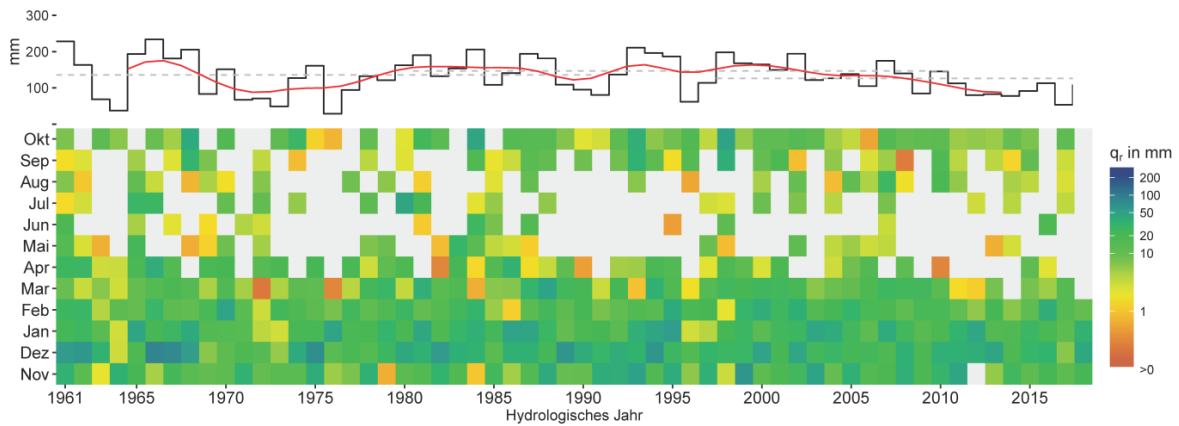 300
200
100
mm
Okt
Sep
Aug
Jul
Jun
Mai
Apr
Mar
Feb
Jan
Dez
Nov
1961 1965 1970 1975 1980 1985 1990 1995 2000 2005 2010 2015
Hydrologisches Jahr
qr in mm
200
100
50
20
10
1
>0